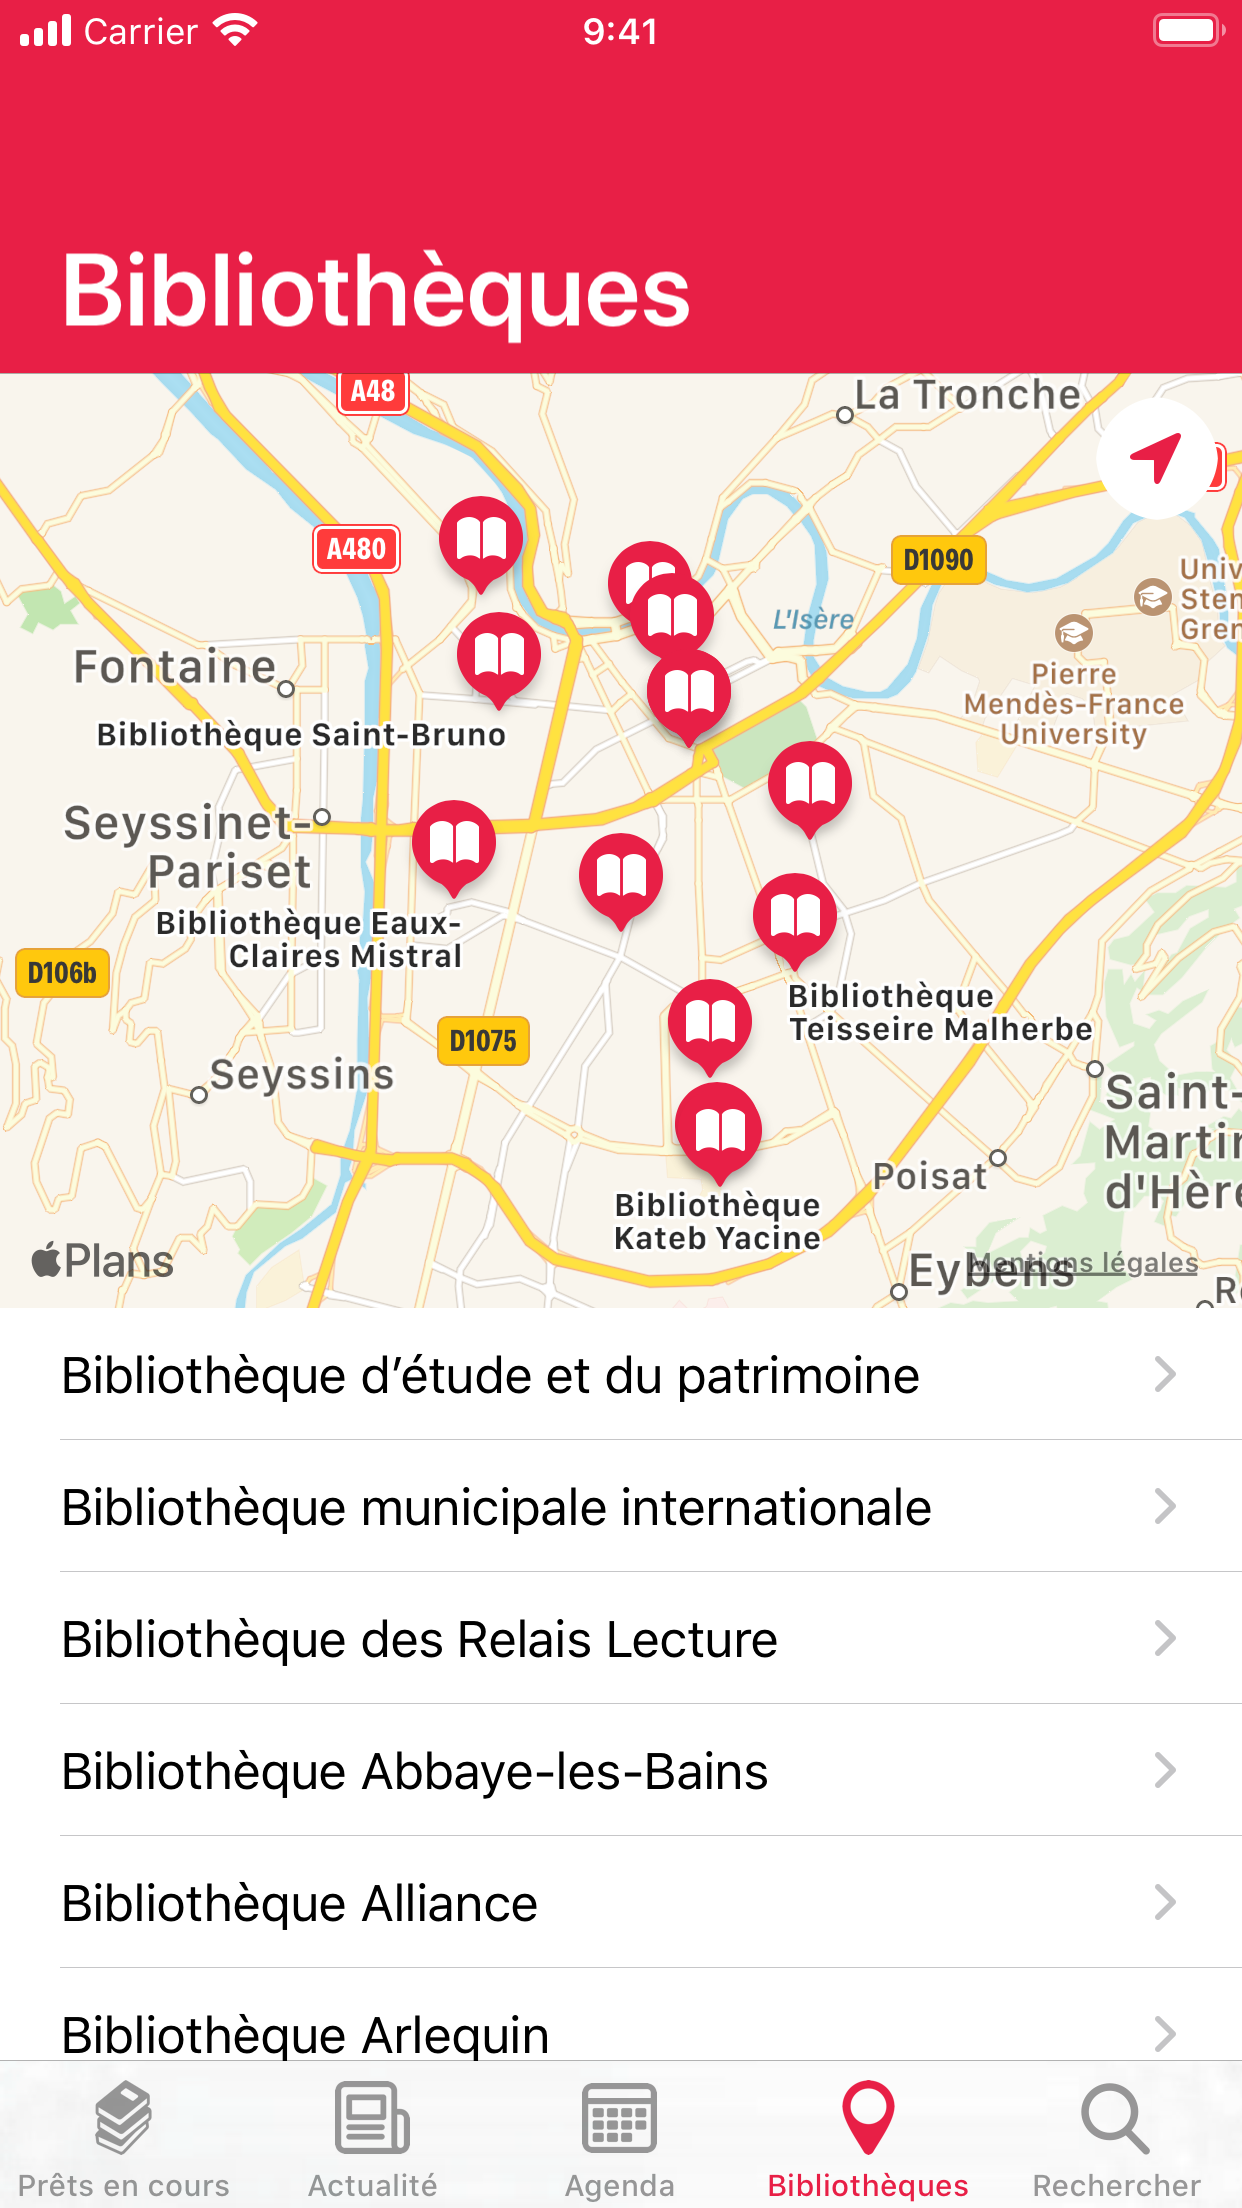 Carrier
9:41
Bibliothèques
A48
La Tronche
A480
D1090
L'Isère
Univ
Sten
Gren
Pierre
Mendès-France
University
Fontaine
Bibliothèque Saint-Bruno
Seyssinet-
Pariset
Bibliothèque Eaux-
Claires Mistral
D106b
Bibliothèque
Teisseire Malherbe
D1075
Seyssins
Saint-
Martin
d'Hère
Poisat
Bibliothèque
Kateb Yacine
Plans
Eybens
Mentions légales
R
Bibliothèque d’étude et du patrimoine
Bibliothèque municipale internationale
Bibliothèque des Relais Lecture
Bibliothèque Abbaye-les-Bains
Bibliothèque Alliance
Bibliothèque Arlequin
Prêts en cours
Actualité
Agenda
Bibliothèques
Rechercher